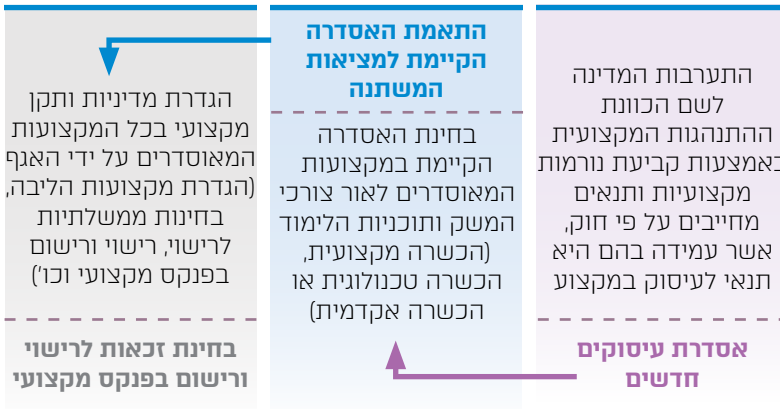 התערבות המדינה
לשם הכוונת
ההתנהגות המקצועית
באמצעות קביעת נורמות
מקצועיות ותנאים
מחייבים על פי חוק,
אשר עמידה בהם היא
תנאי לעיסוק במקצוע
אסדרת עיסוקים
חדשים
התאמת האסדרה
הקיימת למציאות
המשתנה
בחינת האסדרה
הקיימת במקצועות
המאוסדרים לאור צורכי
המשק ותוכניות הלימוד
(הכשרה מקצועית,
הכשרה טכנולוגית או
הכשרה אקדמית)
הגדרת מדיניות ותקן
מקצועי בכל המקצועות
המאוסדרים על ידי האגף
(הגדרת מקצועות הליבה,
בחינות ממשלתיות
לרישוי, רישוי ורישום
בפנקס מקצועי וכו')
בחינת זכאות לרישוי
ורישום בפנקס מקצועי